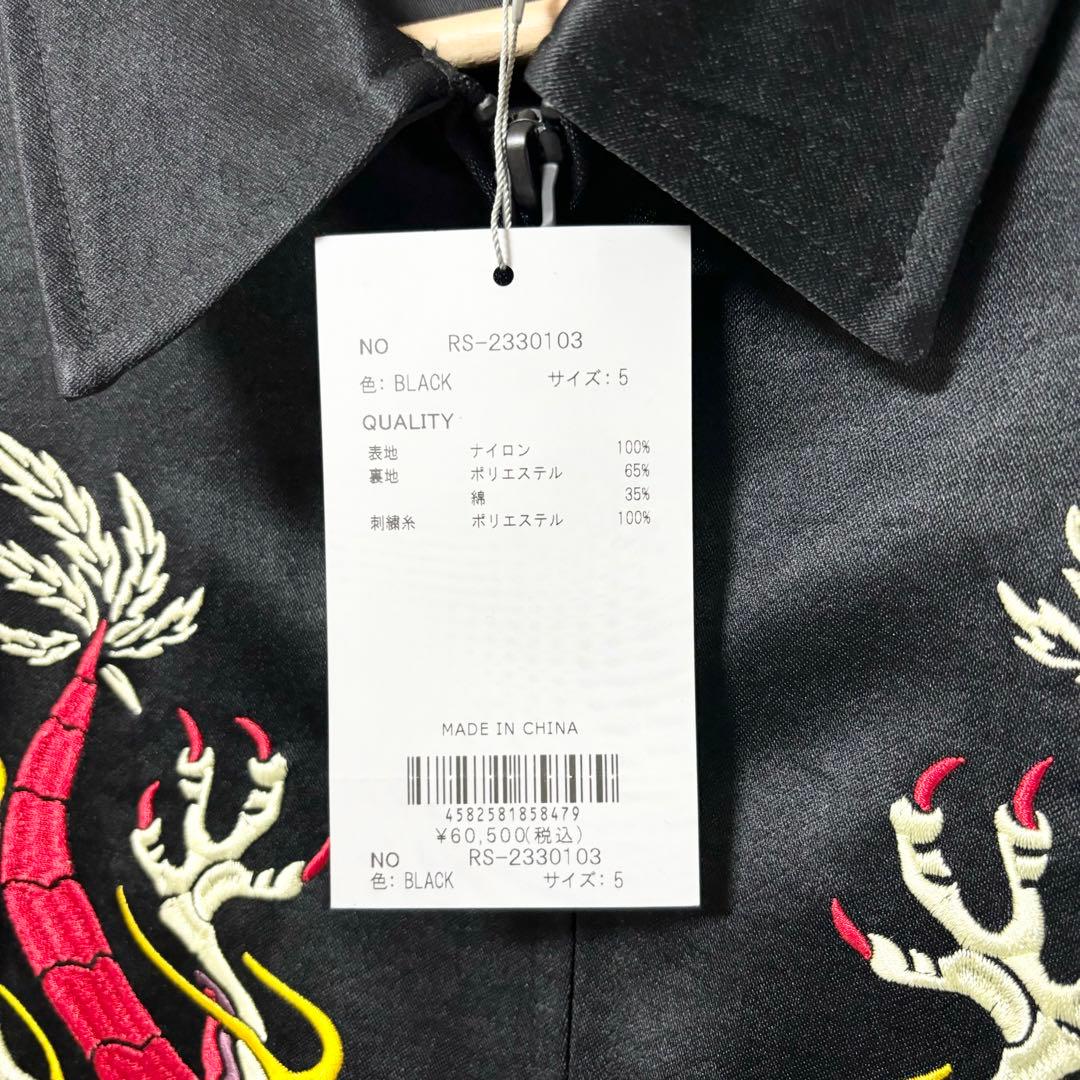 NO RS-2330103
色: BLACK サイズ: 5
QUALITY
表地 ナイロン 100%
裏地 ポリエステル 65%
綿 35%
刺繍糸 ポリエステル 100%
MADE IN CHINA
4582581858479
¥60,500(税込)
NO RS-2330103
色: BLACK サイズ: 5